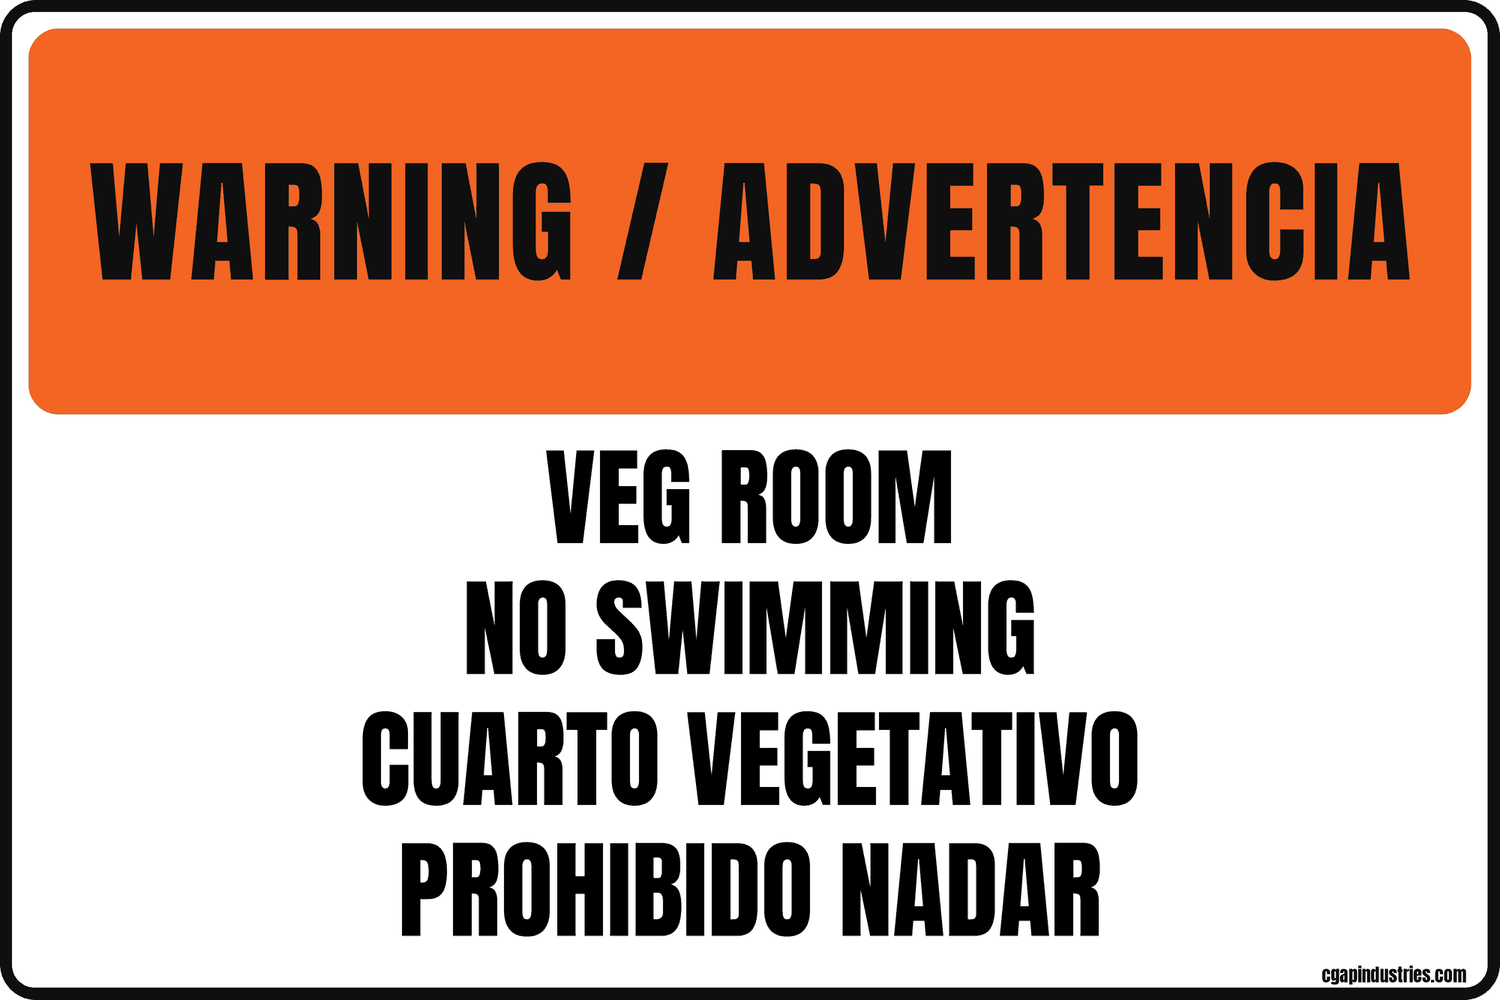 WARNING / ADVERTENCIA
VEG ROOM
NO SWIMMING
CUARTO VEGETATIVO
PROHIBIDO NADAR
cgapindustries.com